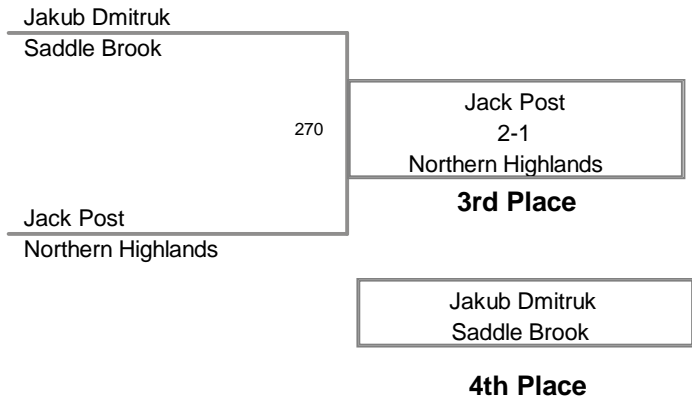 Jakub Dmitruk
Saddle Brook
270
Jack Post
2-1
Northern Highlands
3rd Place
Jack Post
Northern Highlands
Jakub Dmitruk
Saddle Brook
4th Place